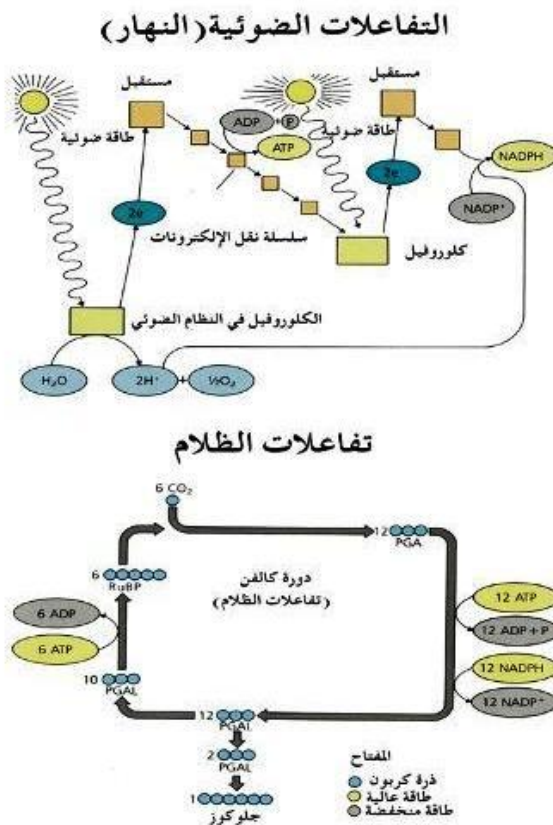 التفاعلات الضوئية (النهار)
مستقبل
مستقبل
طاقة ضوئية
ADP + P
ATP
طاقة ضوئية
NADPH
2e
2e
NADP⁺
سلسلة نقل الإلكترونات
كلوروفيل
الكلوروفيل في النظام الضوئي
H₂O
2H⁺ + ½O₂
تفاعلات الظلام
6 CO₂
12 PGA
6 RuBP
دورة كالفن
(تفاعلات الظلام)
12 ATP
6 ADP
12 ADP + P
6 ATP
12 NADPH
10 PGAL
12 NADP⁺
12 PGAL
2 PGAL
المفتاح
ذرة كربون
طاقة عالية
1 جلوكوز
طاقة منخفضة